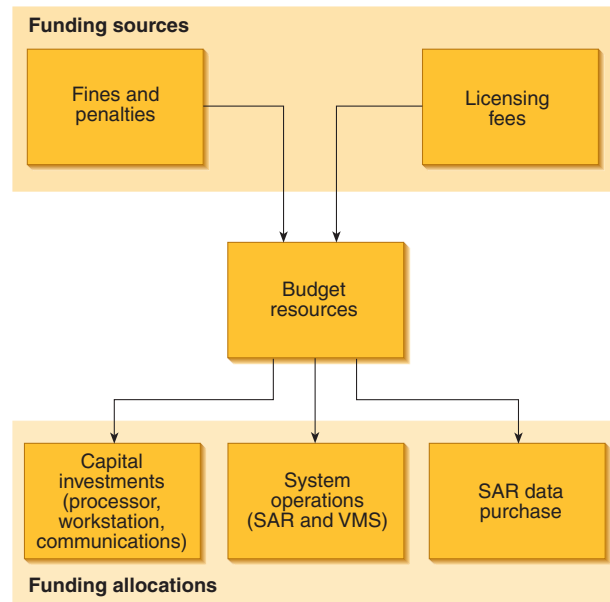 Funding sources
Fines and
penalties
Licensing
fees
Budget
resources
Capital
investments
(processor,
workstation,
communications)
System
operations
(SAR and VMS)
SAR data
purchase
Funding allocations